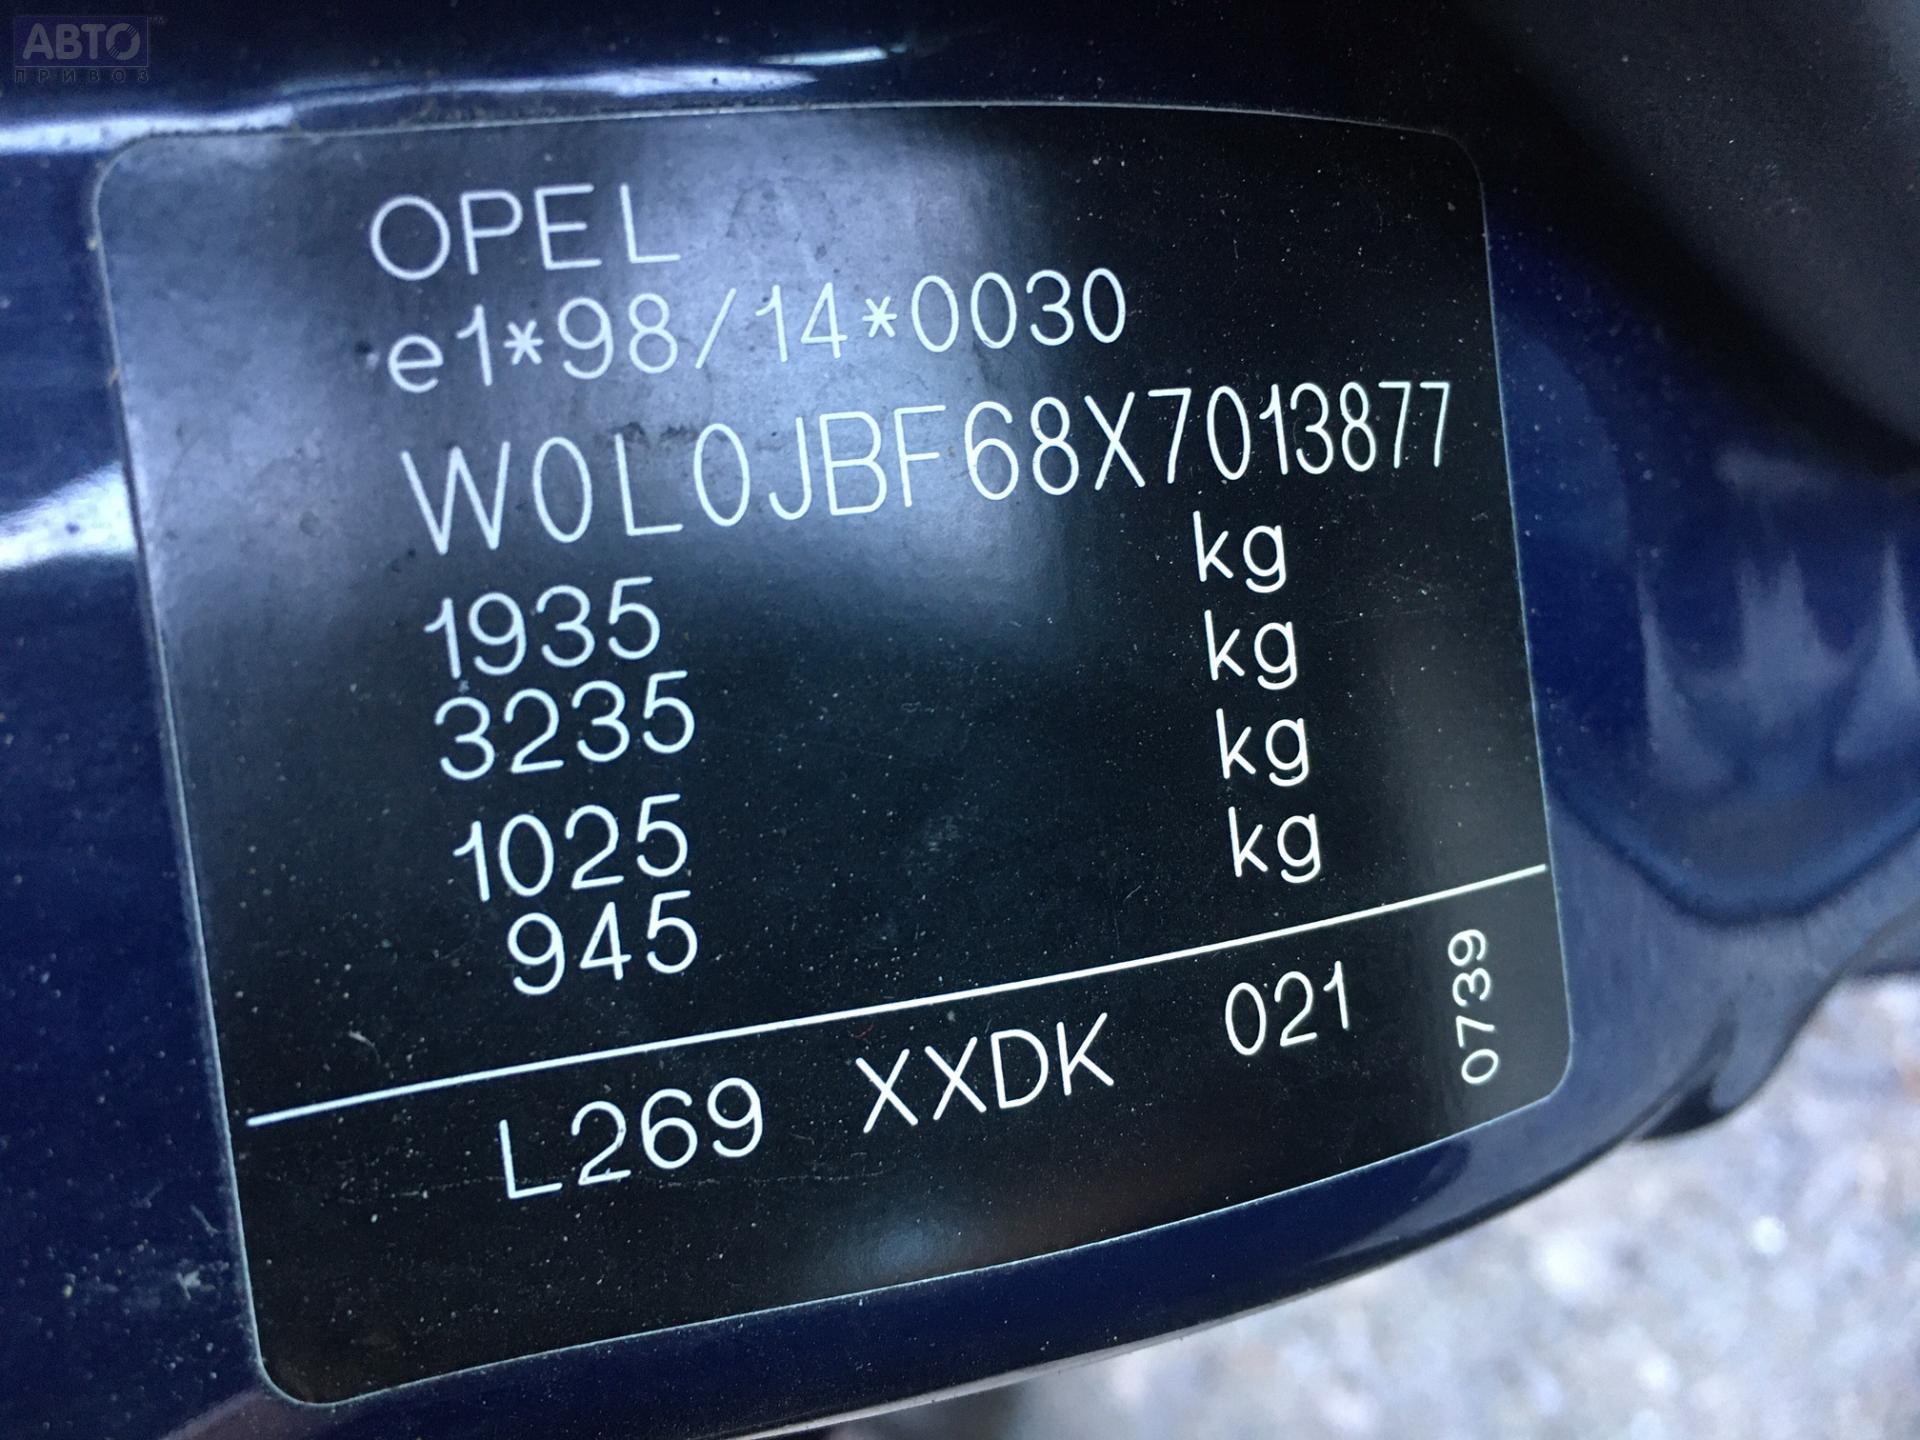 АВТО
ПРИВОЗ
OPEL
e1*98/14*0030
W0L0JBF68X7013877
1935 kg
3235 kg
1025 kg
945 kg
L269 XXDK 021 0739